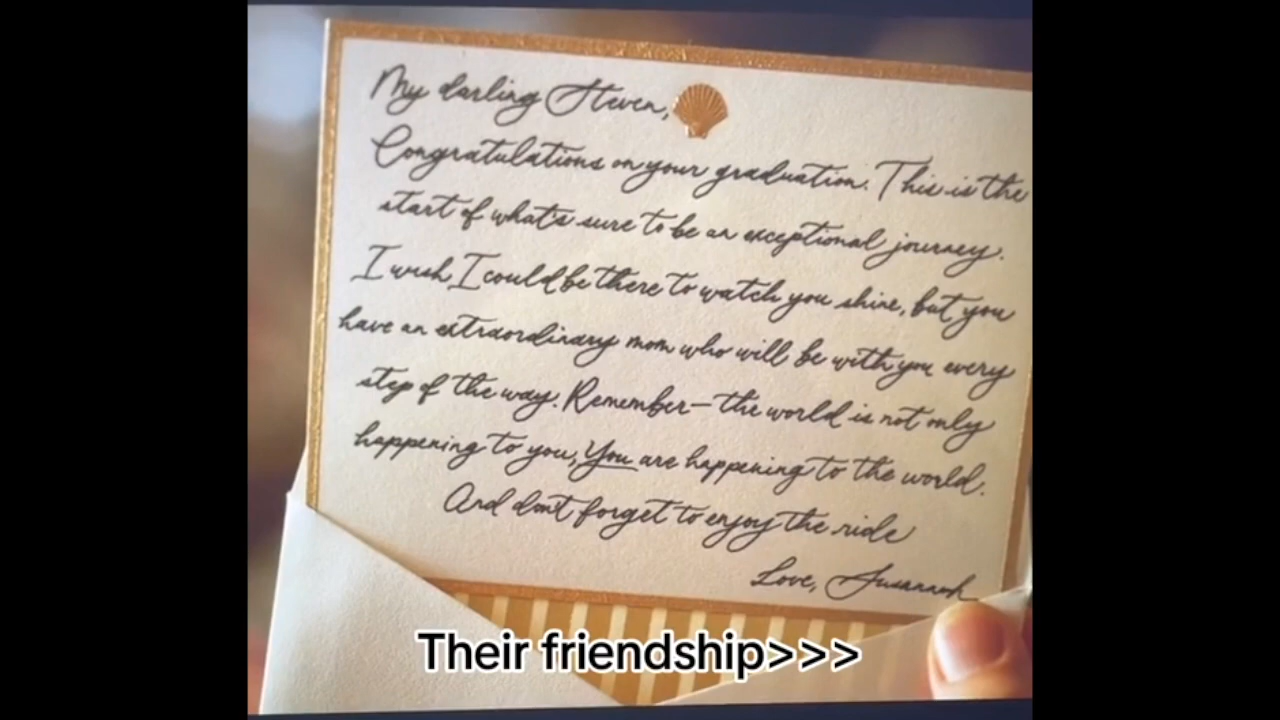 My darling Steven,
Congratulations on your graduation. This is the
start of what's sure to be an exceptional journey.
I wish I could be there to watch you shine, but you
have an extraordinary mom who will be with you every
step of the way. Remember— the world is not only
happening to you, You are happening to the world.
And don't forget to enjoy the ride
Love, Susannah
Their friendship>>>